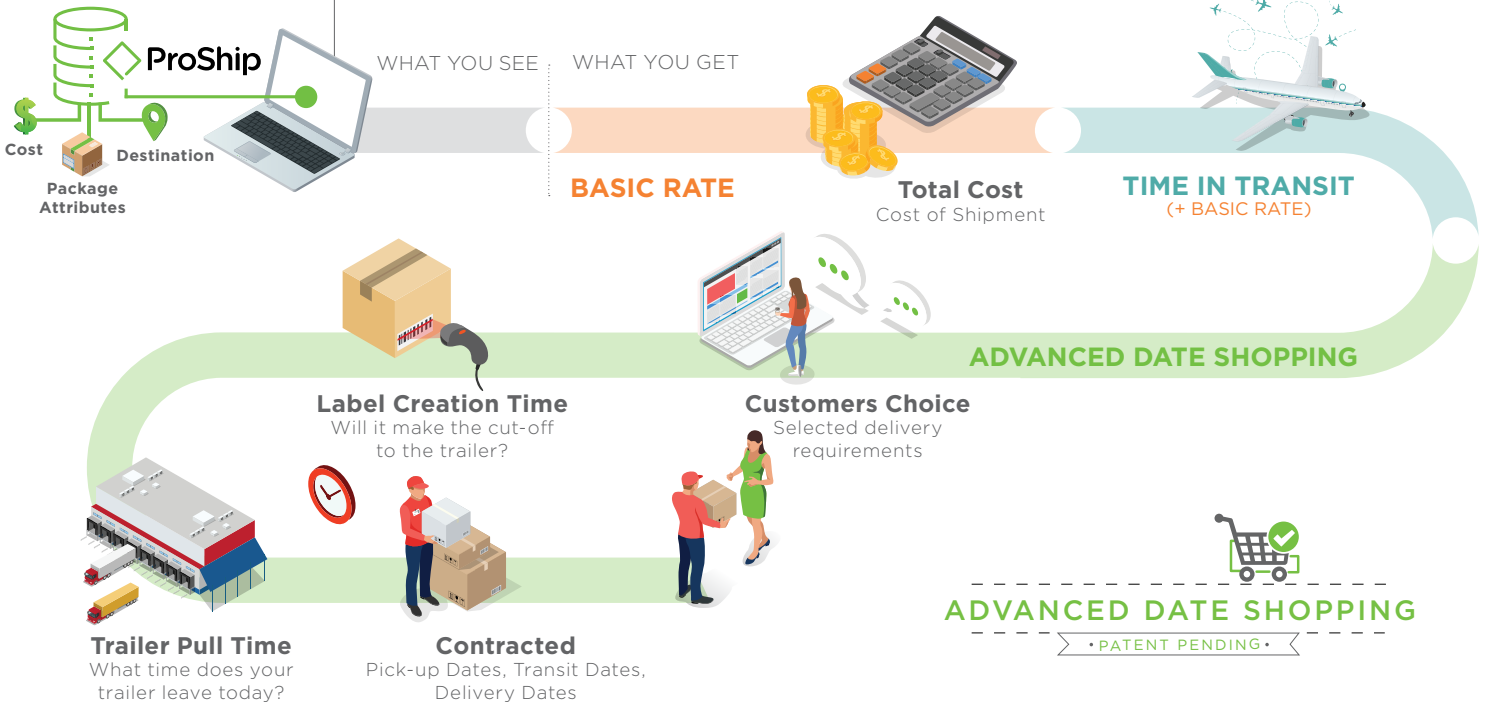 ProShip
Cost
Destination
Package
Attributes
WHAT YOU SEE
WHAT YOU GET
BASIC RATE
Total Cost
Cost of Shipment
TIME IN TRANSIT
(+ BASIC RATE)
ADVANCED DATE SHOPPING
Customers Choice
Selected delivery
requirements
Label Creation Time
Will it make the cut-off
to the trailer?
Trailer Pull Time
What time does your
trailer leave today?
Contracted
Pick-up Dates, Transit Dates,
Delivery Dates
ADVANCED DATE SHOPPING
• PATENT PENDING •